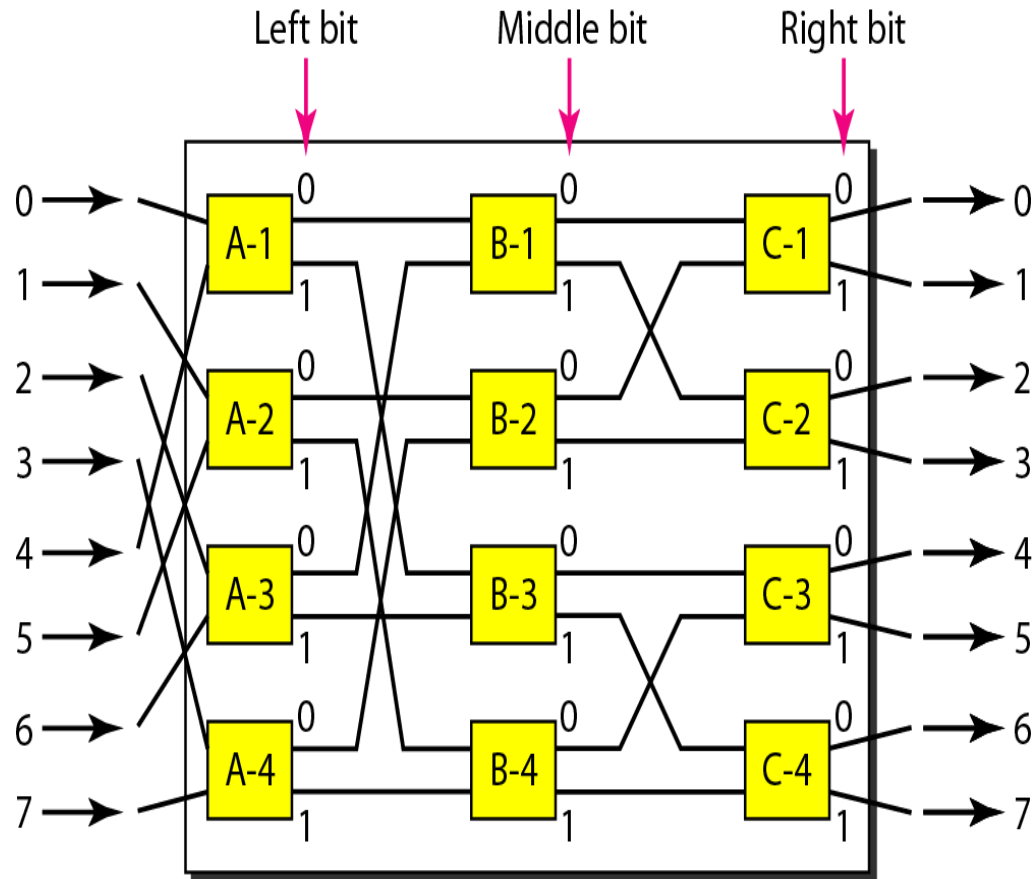 Left bit Middle bit Right bit
0 0 0 0 0
A-1 B-1 C-1
1 1 1 1 1
2 0 0 0 2
A-2 B-2 C-2
3 1 1 1 3
4 0 0 0 4
A-3 B-3 C-3
5 1 1 1 5
6 0 0 0 6
A-4 B-4 C-4
7 1 1 1 7